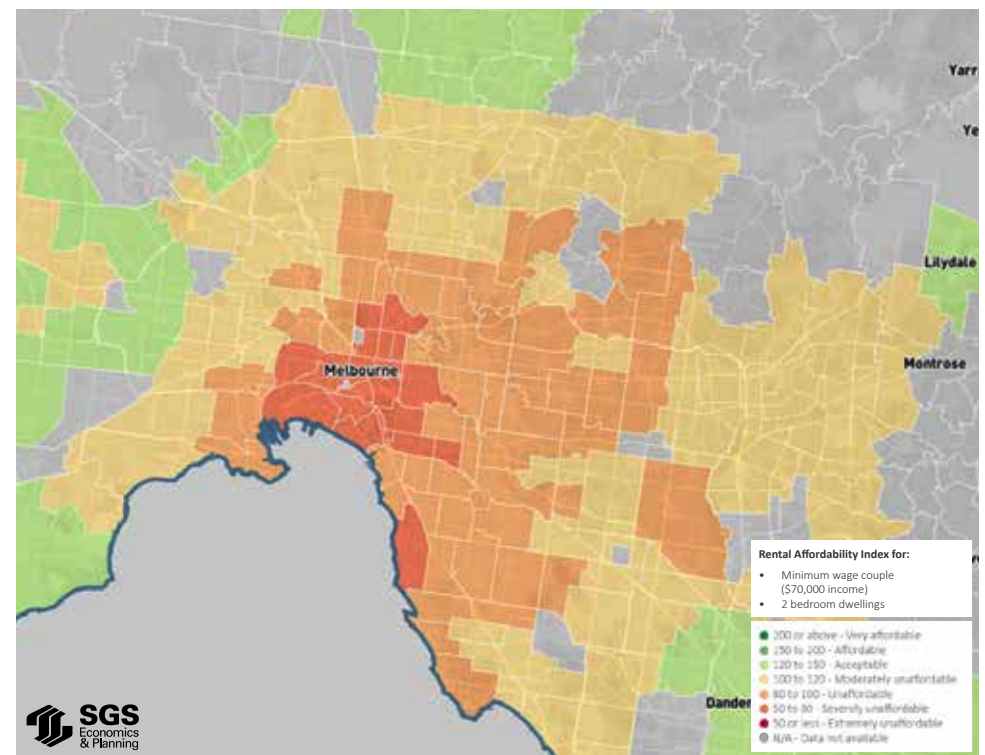 Yarr
Ye
Lilydale
Melbourne
Montrose
Rental Affordability Index for:
• Minimum wage couple
($70,000 income)
• 2 bedroom dwellings
200 or above - Very affordable
150 to 200 - Affordable
120 to 150 - Acceptable
100 to 120 - Moderately unaffordable
80 to 100 - Unaffordable
50 to 80 - Severely unaffordable
50 or less - Extremely unaffordable
N/A - Data not available
Danden
SGS
Economics
& Planning